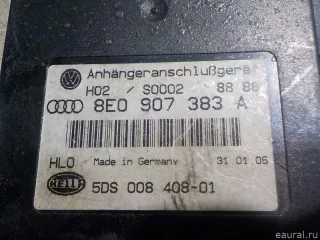 Anhängeranschlußgerät
H02 / S0002 88 88
8E0 907 383 A
HLO Made in Germany 31 01 05
HELLA 5DS 008 408-01
eural.ru